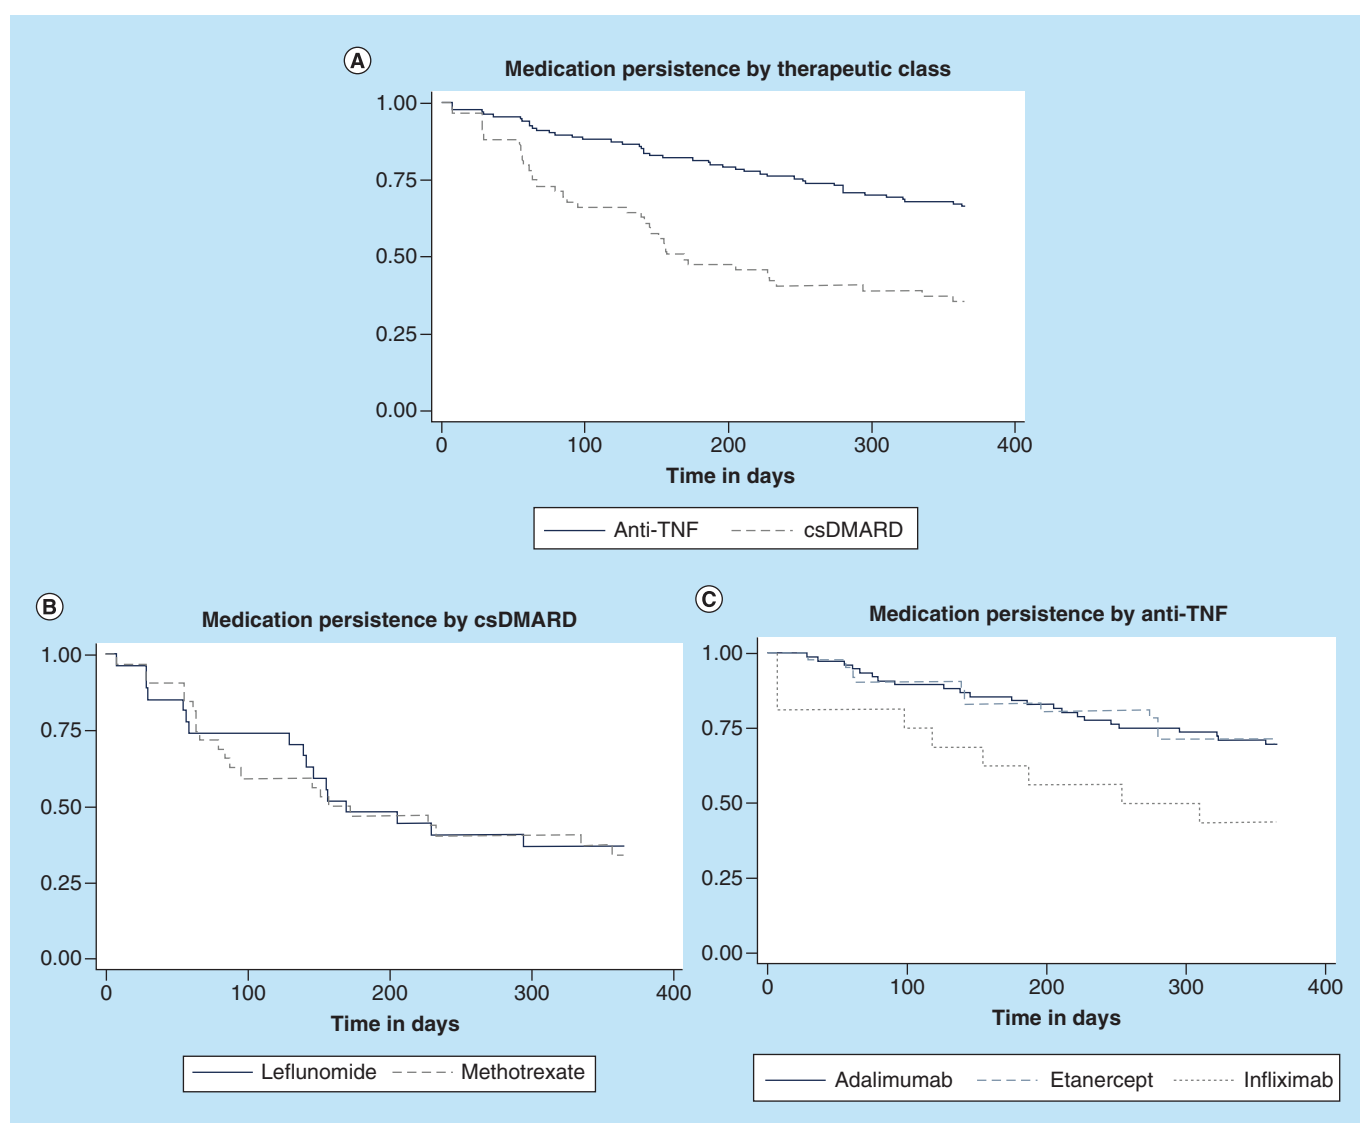 A
Medication persistence by therapeutic class
1.00
0.75
0.50
0.25
0.00
0 100 200 300 400
Time in days
Anti-TNF csDMARD
B
Medication persistence by csDMARD
1.00
0.75
0.50
0.25
0.00
0 100 200 300 400
Time in days
Leflunomide Methotrexate
C
Medication persistence by anti-TNF
1.00
0.75
0.50
0.25
0.00
0 100 200 300 400
Time in days
Adalimumab Etanercept Infliximab